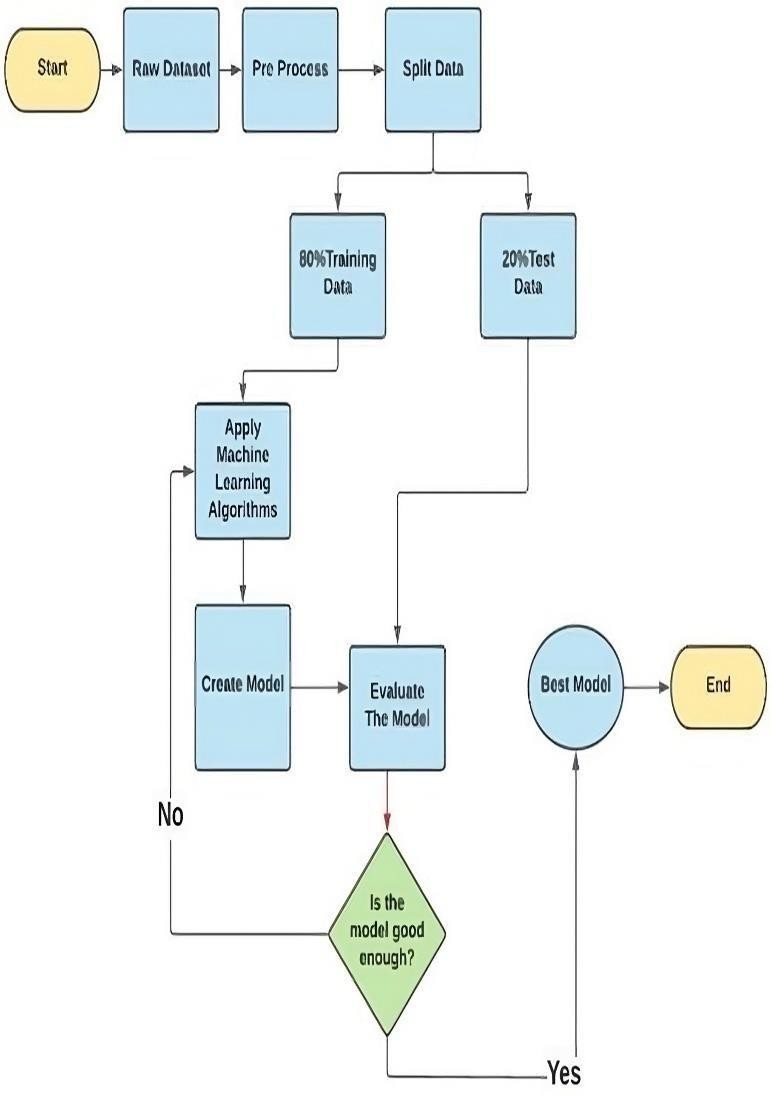 Start
Raw Dataset
Pre Process
Split Data
80%Training
Data
20%Test
Data
Apply
Machine
Learning
Algorithms
Create Model
Evaluate
The Model
Best Model
End
No
Is the
model good
enough?
Yes